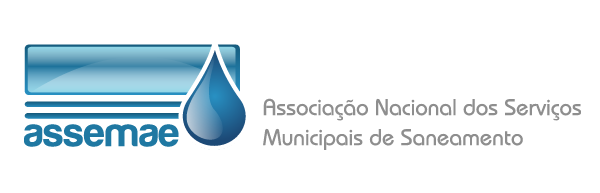 assemae
Associação Nacional dos Serviços
Municipais de Saneamento